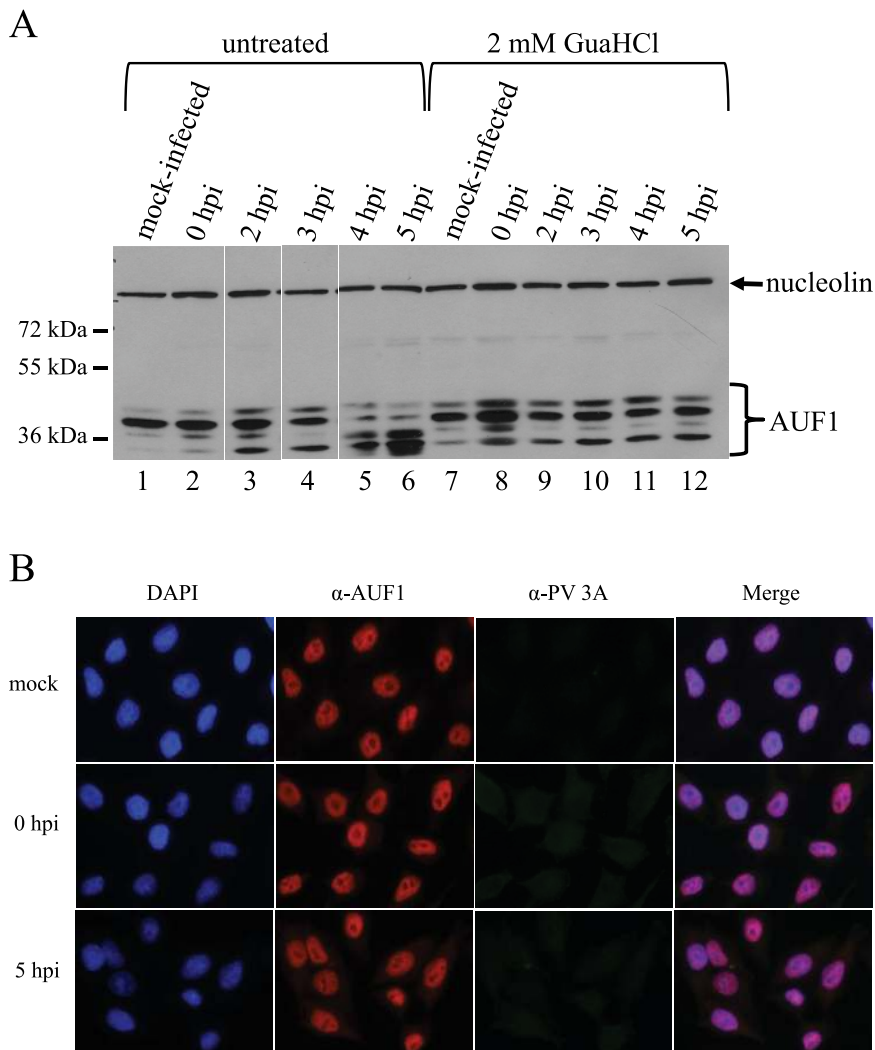 A
untreated
2 mM GuaHCl
mock-infected
0 hpi
2 hpi
3 hpi
4 hpi
5 hpi
mock-infected
0 hpi
2 hpi
3 hpi
4 hpi
5 hpi
nucleolin
72 kDa
55 kDa
36 kDa
AUF1
1 2 3 4 5 6 7 8 9 10 11 12
B
DAPI α-AUF1 α-PV 3A Merge
mock
0 hpi
5 hpi